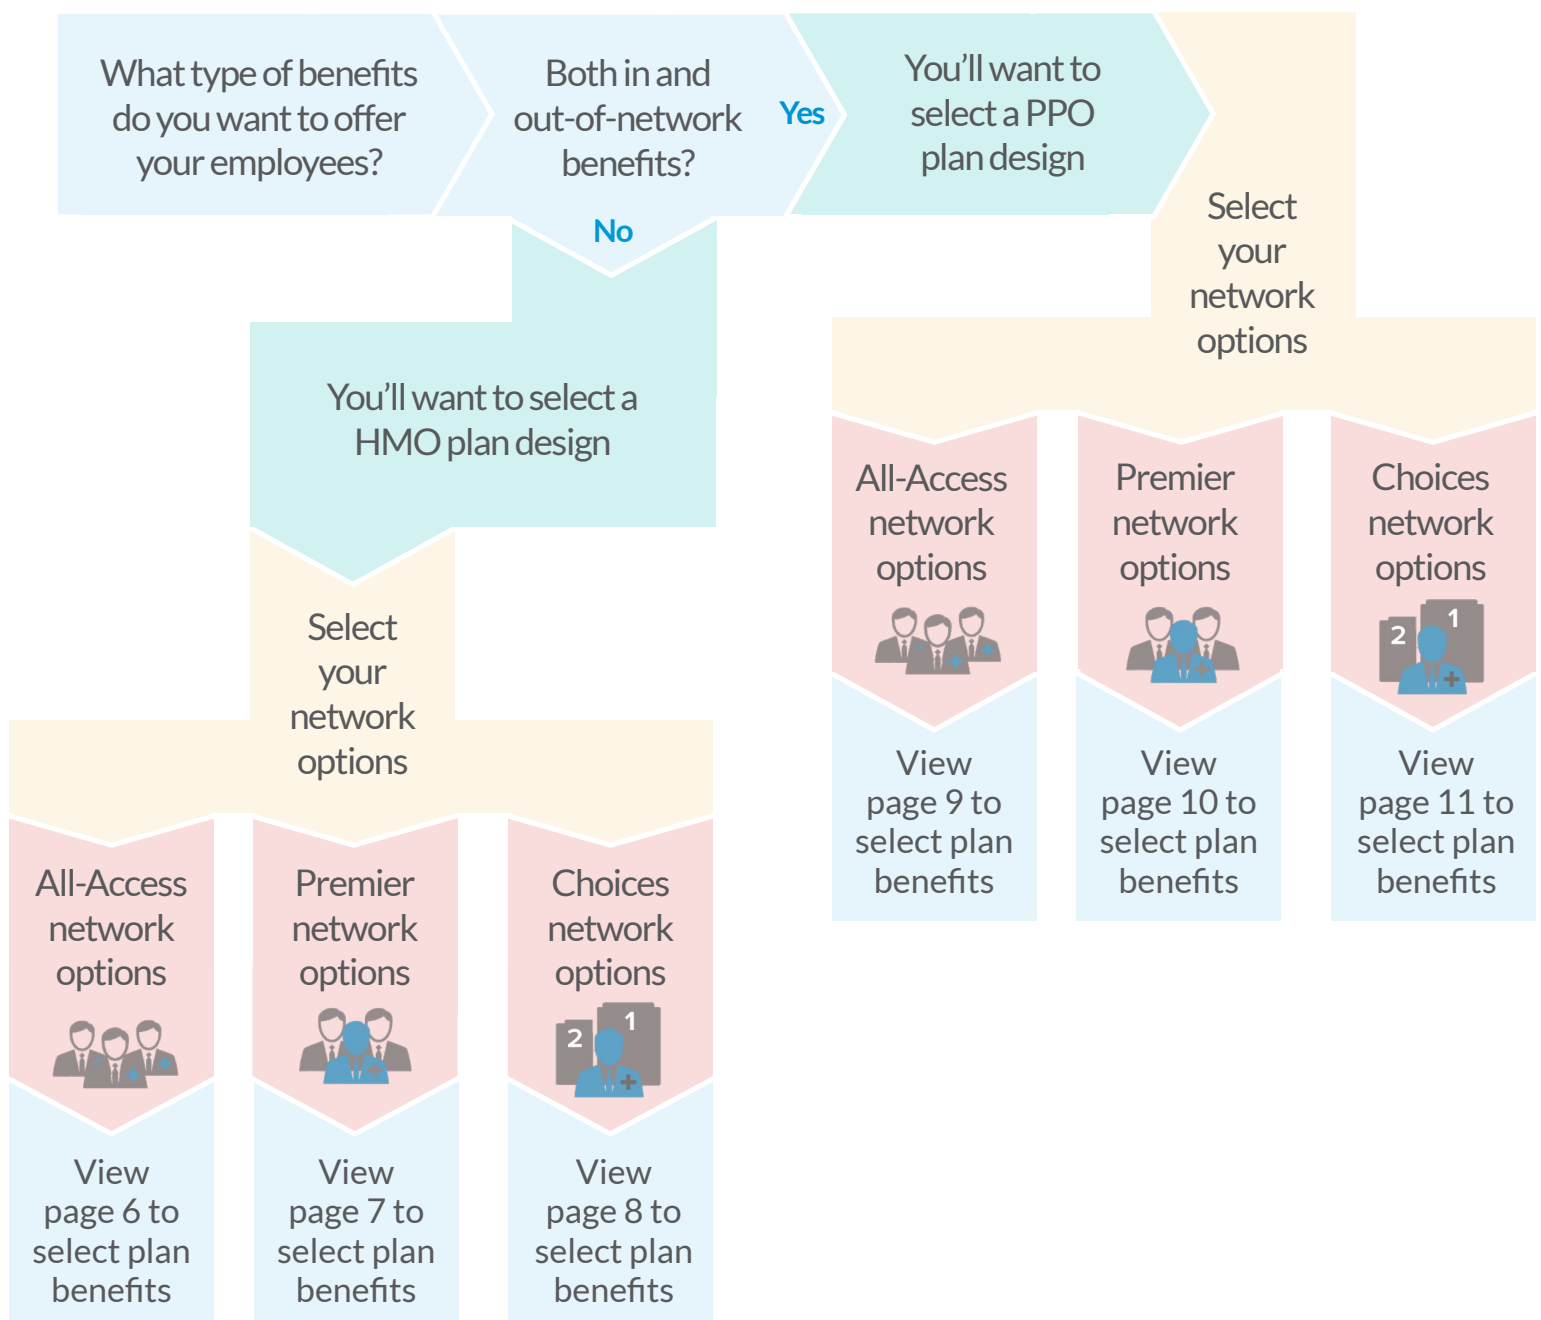 What type of benefits
do you want to offer
your employees?
Both in and
out-of-network
benefits?
Yes
No
You'll want to
select a PPO
plan design
Select
your
network
options
All-Access
network
options
Premier
network
options
Choices
network
options
2
1
View
page 9 to
select plan
benefits
View
page 10 to
select plan
benefits
View
page 11 to
select plan
benefits
You'll want to select a
HMO plan design
Select
your
network
options
All-Access
network
options
Premier
network
options
Choices
network
options
2
1
View
page 6 to
select plan
benefits
View
page 7 to
select plan
benefits
View
page 8 to
select plan
benefits